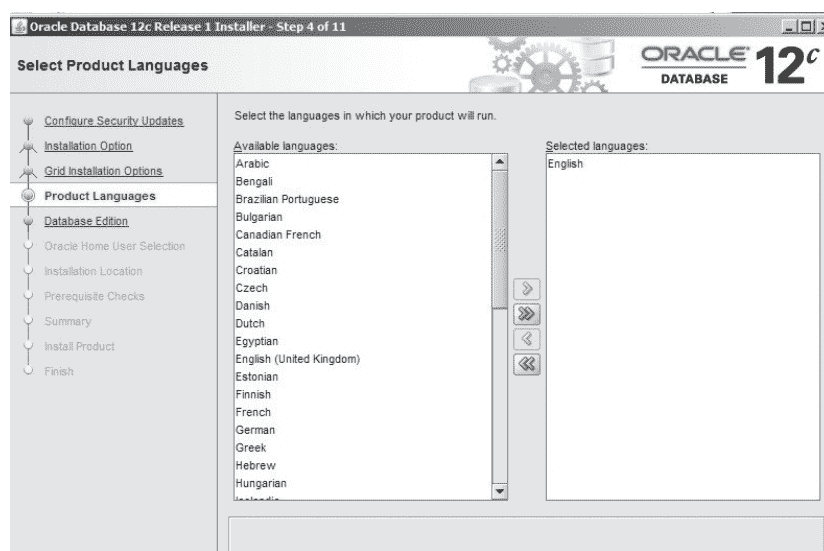 Oracle Database 12c Release 1 Installer - Step 4 of 11
Select Product Languages
ORACLE
DATABASE
12c
Configure Security Updates
Installation Option
Grid Installation Options
Product Languages
Database Edition
Oracle Home User Selection
Installation Location
Prerequisite Checks
Summary
Install Product
Finish
Select the languages in which your product will run.
Available languages:
Arabic
Bengali
Brazilian Portuguese
Bulgarian
Canadian French
Catalan
Croatian
Czech
Danish
Dutch
Egyptian
English (United Kingdom)
Estonian
Finnish
French
German
Greek
Hebrew
Hungarian
Selected languages:
English